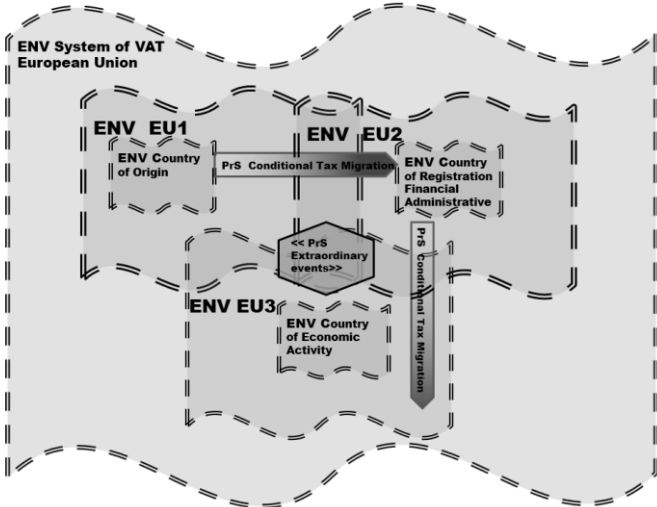 ENV System of VAT
European Union
ENV EU1
ENV EU2
ENV Country
of Origin
PrS Conditional Tax Migration
ENV Country
of Registration
Financial
Administrative
<< PrS
Extraordinary
events>>
PrS Conditional Tax Migration
ENV EU3
ENV Country
of Economic
Activity